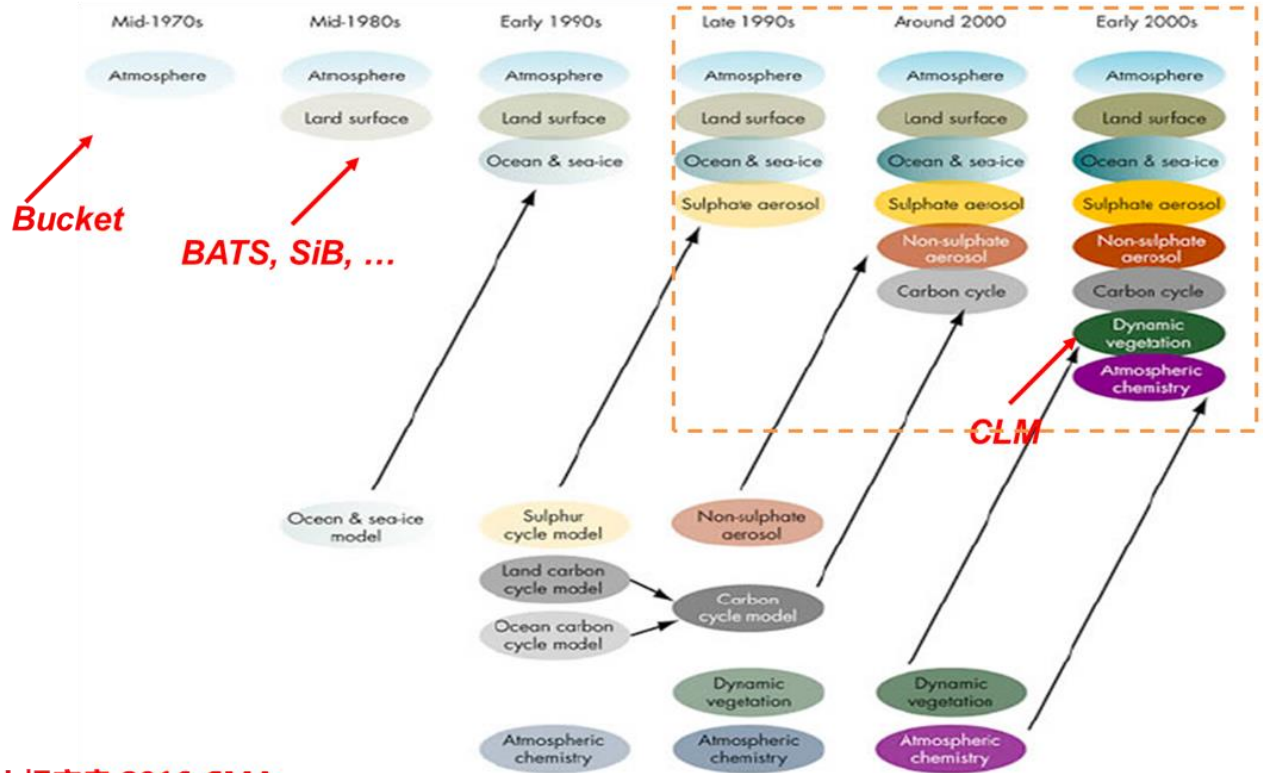 Mid-1970s
Mid-1980s
Early 1990s
Late 1990s
Around 2000
Early 2000s
Atmosphere
Atmosphere
Atmosphere
Atmosphere
Atmosphere
Atmosphere
Land surface
Land surface
Land surface
Land surface
Land surface
Ocean & sea-ice
Ocean & sea-ice
Ocean & sea-ice
Ocean & sea-ice
Bucket
BATS, SiB, ...
Sulphate aerosol
Sulphate aerosol
Sulphate aerosol
Non-sulphate
aerosol
Non-sulphate
aerosol
Carbon cycle
Carbon cycle
Dynamic
vegetation
Atmospheric
chemistry
CLM
Ocean & sea-ice
model
Sulphur
cycle model
Non-sulphate
aerosol
Land carbon
cycle model
Carbon
cycle model
Ocean carbon
cycle model
Dynamic
vegetation
Dynamic
vegetation
Atmospheric
chemistry
Atmospheric
chemistry
Atmospheric
chemistry